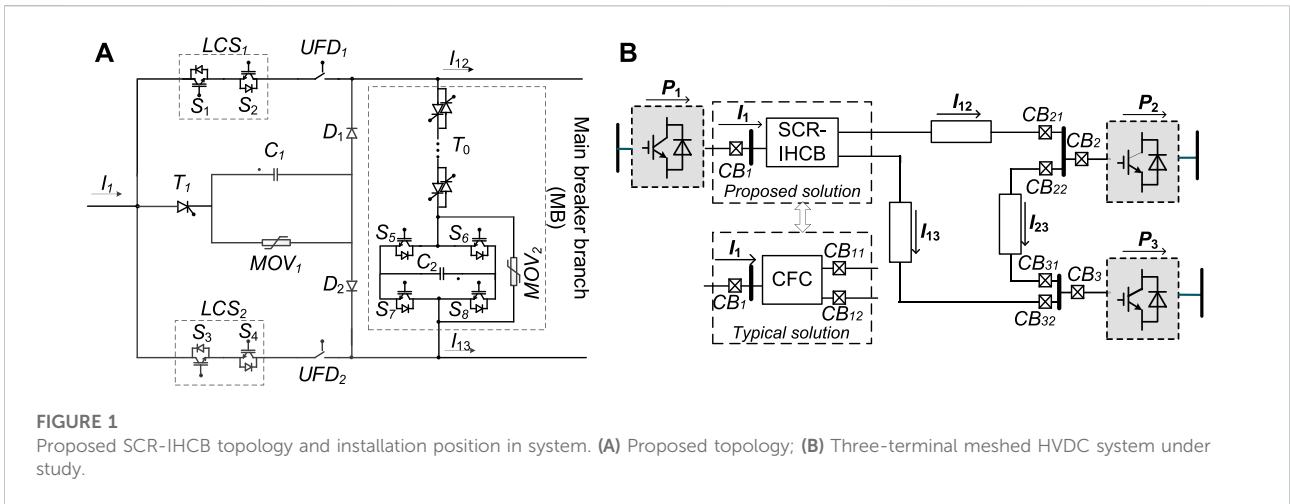 A
LCS1
UFD1
I12
S1
S2
D1
C1
T0
I1
T1
MOV1
S5
S6
C2
MOV2
S7
S8
D2
LCS2
S3
S4
UFD2
I13
Main breaker branch
(MB)
B
P1
I1
SCR-
IHCB
CB1
Proposed solution
I12
CB21
CB2
P2
CB22
I13
I23
I1
CFC
CB11
CB1
CB12
Typical solution
CB31
CB3
P3
CB32
FIGURE 1
Proposed SCR-IHCB topology and installation position in system. (A) Proposed topology; (B) Three-terminal meshed HVDC system under
study.